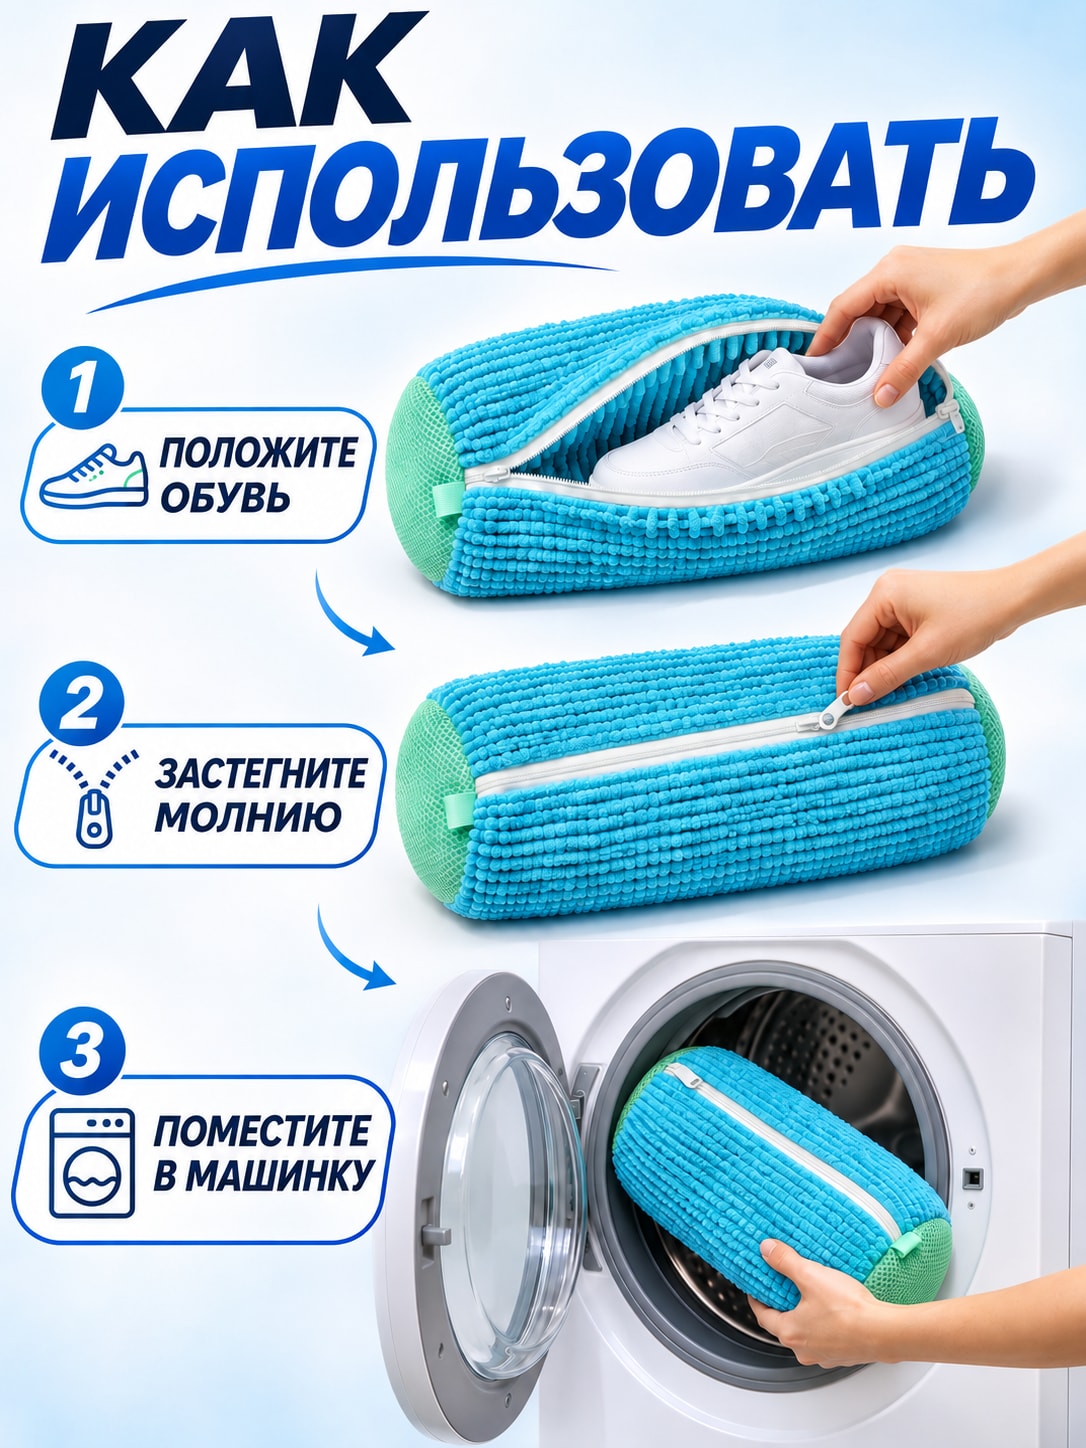 КАК
ИСПОЛЬЗОВАТЬ
1
ПОЛОЖИТЕ
ОБУВЬ
2
ЗАСТЕГНИТЕ
МОЛНИЮ
3
ПОМЕСТИТЕ
В МАШИНКУ